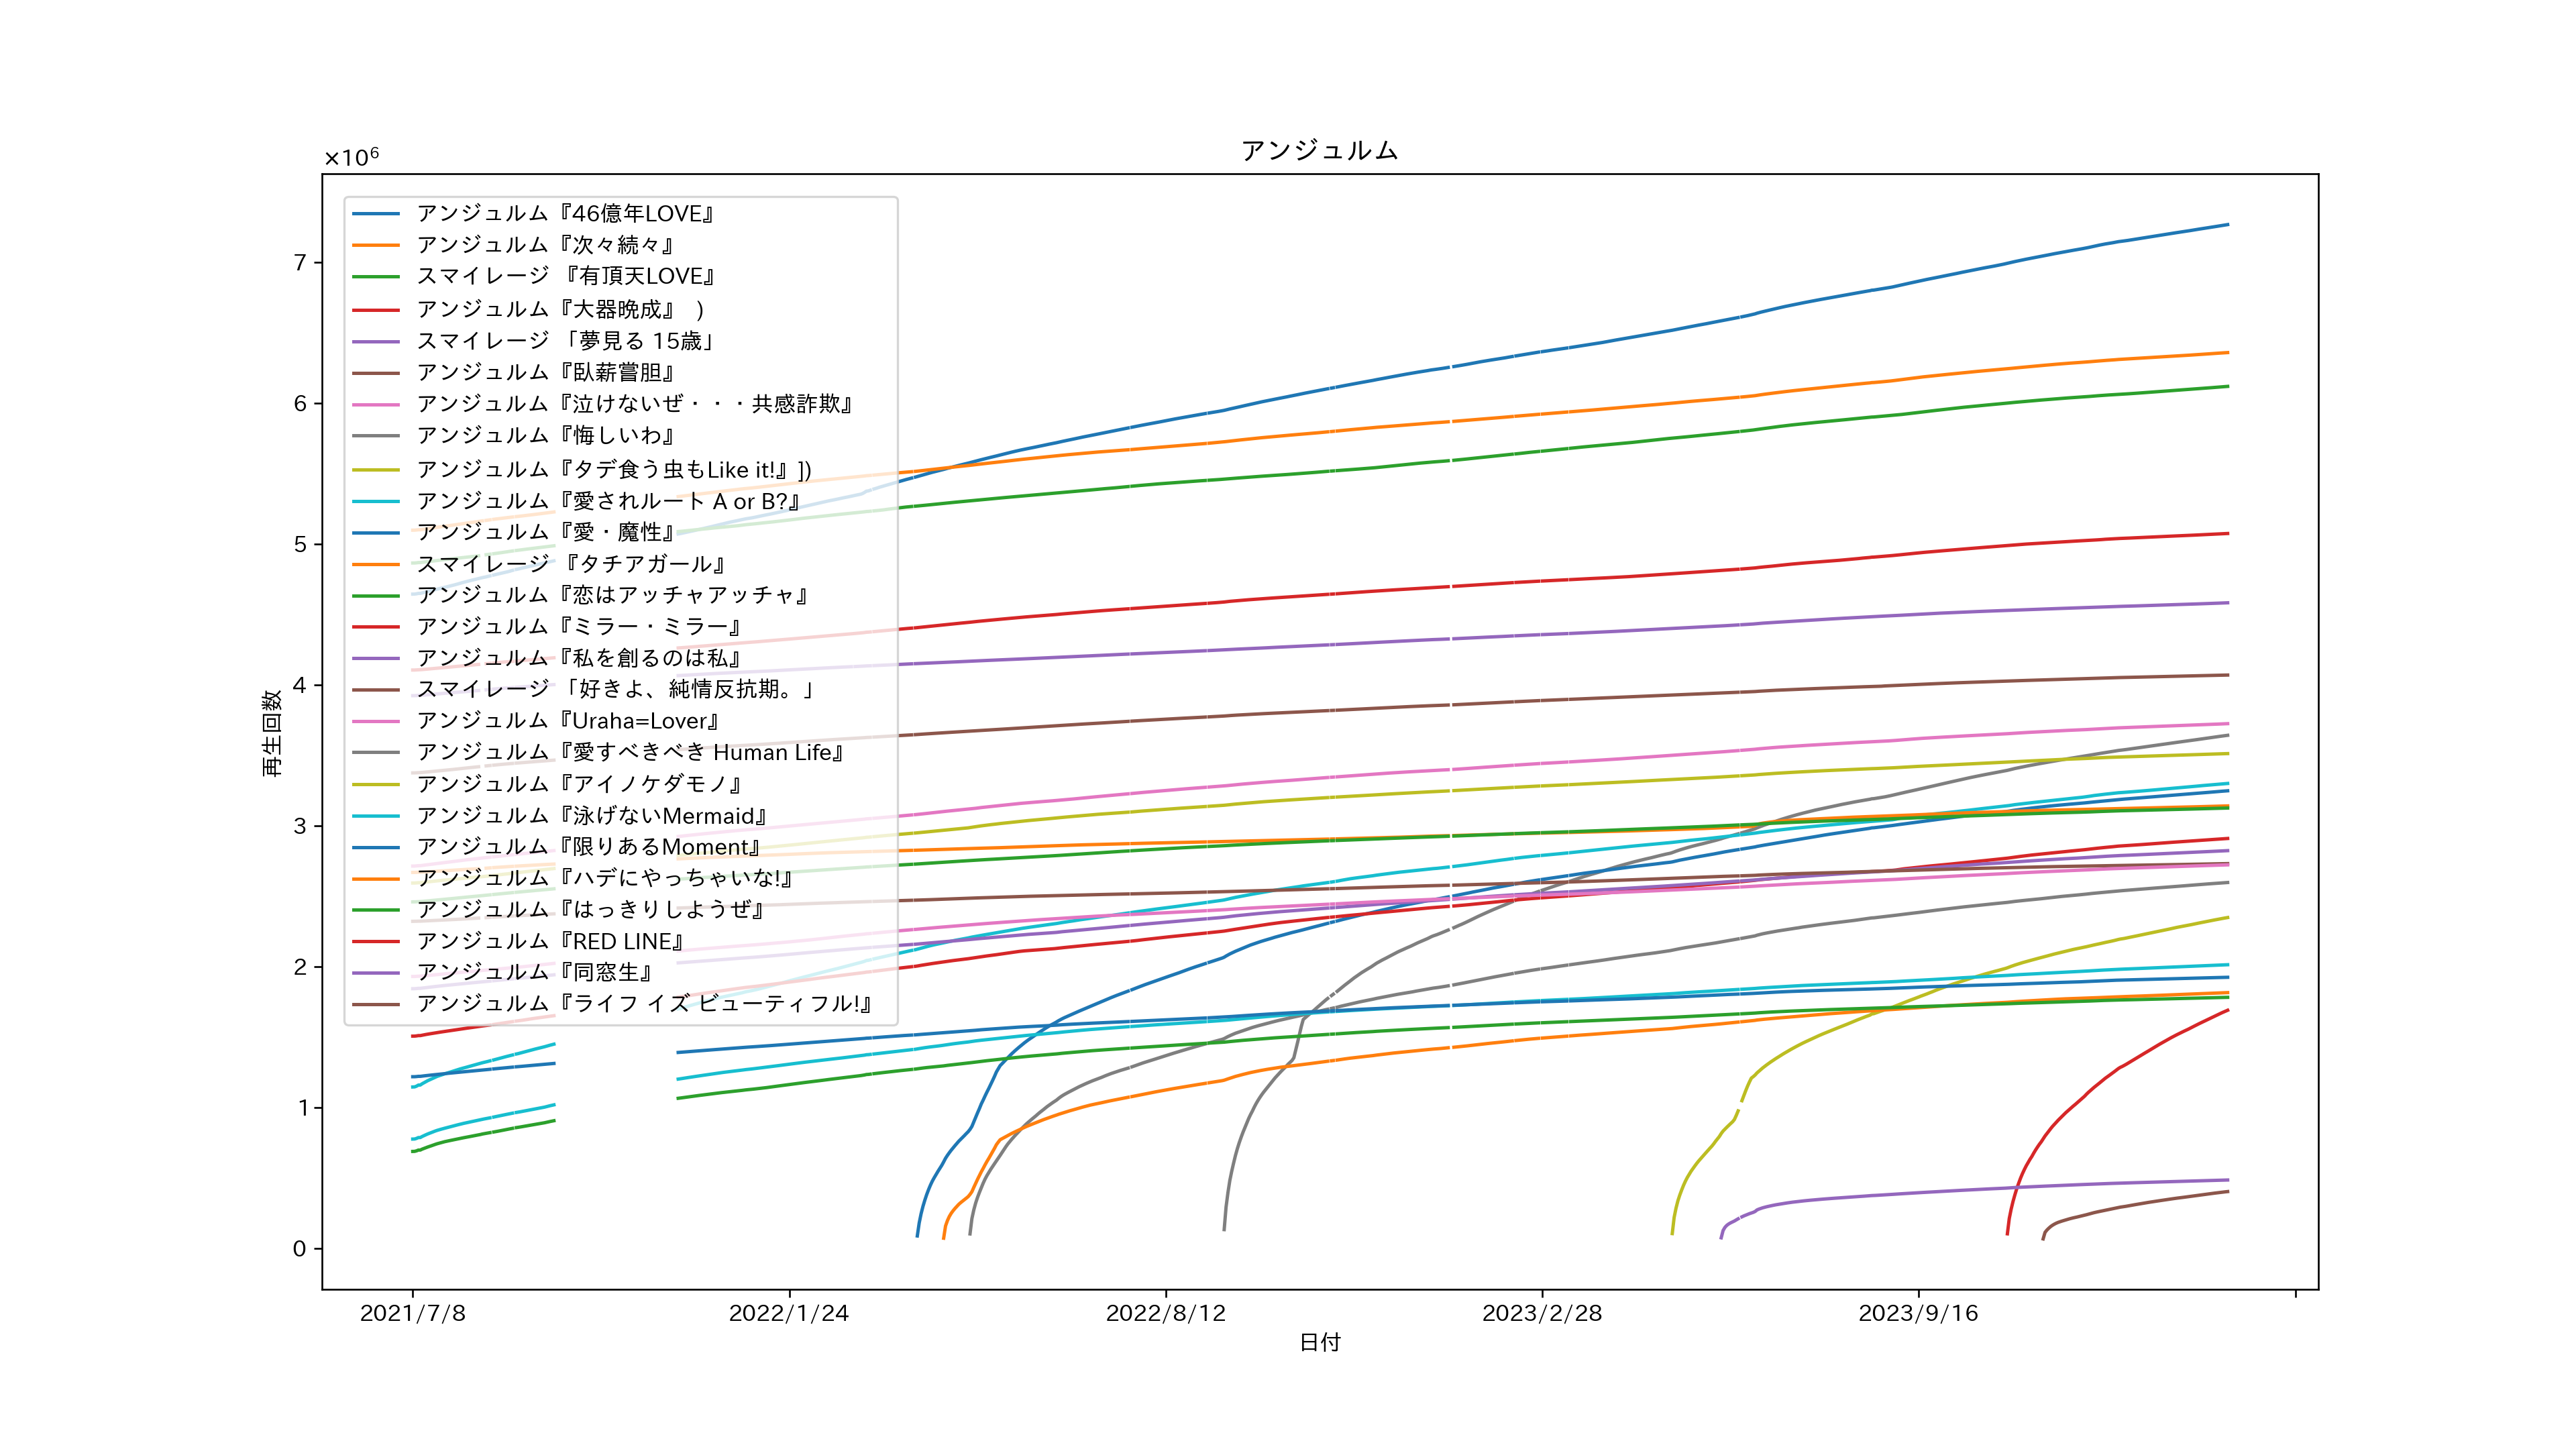 アンジュルム
×10⁶
アンジュルム『46億年LOVE』
アンジュルム『次々続々』
スマイレージ 『有頂天LOVE』
アンジュルム『大器晩成』 )
スマイレージ 「夢見る 15歳」
アンジュルム『臥薪嘗胆』
アンジュルム『泣けないぜ・・・共感詐欺』
アンジュルム『悔しいわ』
アンジュルム『タデ食う虫もLike it!』])
アンジュルム『愛されルート A or B?』
アンジュルム『愛・魔性』
スマイレージ 『タチアガール』
アンジュルム『恋はアッチャアッチャ』
アンジュルム『ミラー・ミラー』
アンジュルム『私を創るのは私』
スマイレージ 「好きよ、純情反抗期。」
アンジュルム『Uraha=Lover』
アンジュルム『愛すべきべき Human Life』
アンジュルム『アイノケダモノ』
アンジュルム『泳げないMermaid』
アンジュルム『限りあるMoment』
アンジュルム『ハデにやっちゃいな!』
アンジュルム『はっきりしようぜ』
アンジュルム『RED LINE』
アンジュルム『同窓生』
アンジュルム『ライフ イズ ビューティフル!』
7
6
5
4
3
2
1
0
再生回数
2021/7/8 2022/1/24 2022/8/12 2023/2/28 2023/9/16
日付